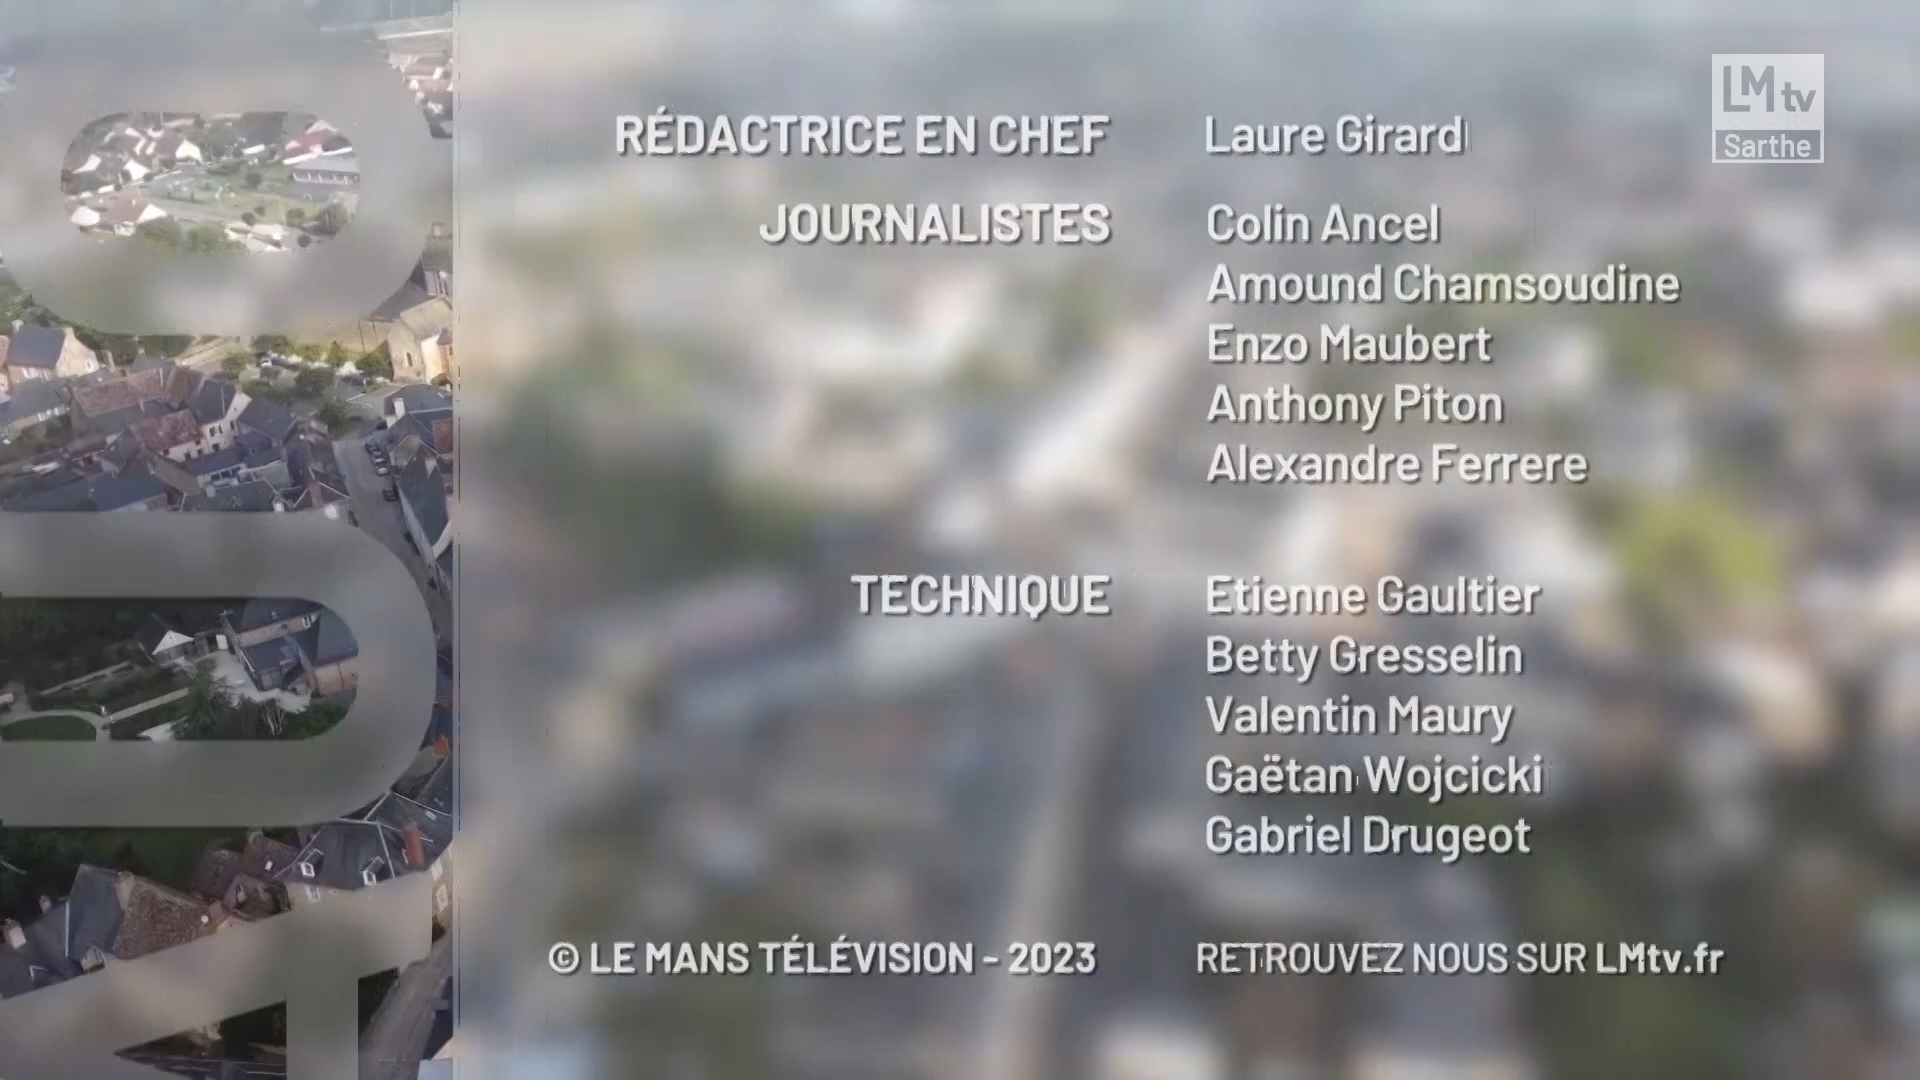 LM tv
Sarthe
RÉDACTRICE EN CHEF Laure Girard
JOURNALISTES Colin Ancel
Amound Chamsoudine
Enzo Maubert
Anthony Piton
Alexandre Ferrere
TECHNIQUE Etienne Gaultier
Betty Gresselin
Valentin Maury
Gaëtan Wojcicki
Gabriel Drugeot
© LE MANS TÉLÉVISION - 2023 RETROUVEZ NOUS SUR LMtv.fr